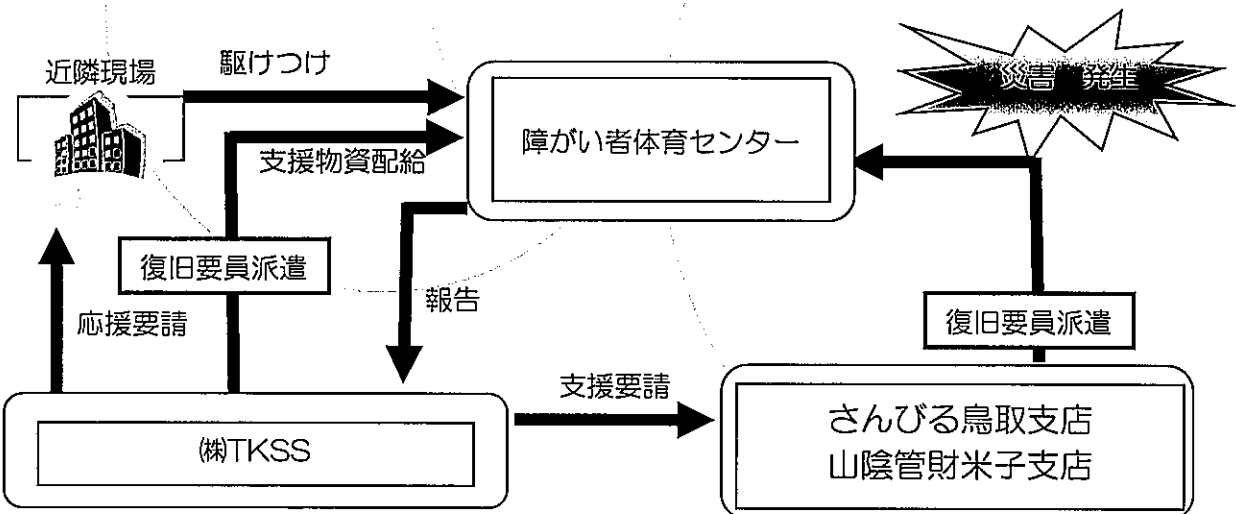 近隣現場
駆けつけ
災害 発生
障がい者体育センター
支援物資配給
復旧要員派遣
報告
応援要請
復旧要員派遣
支援要請
㈱TKSS
さんびる鳥取支店
山陰管財米子支店